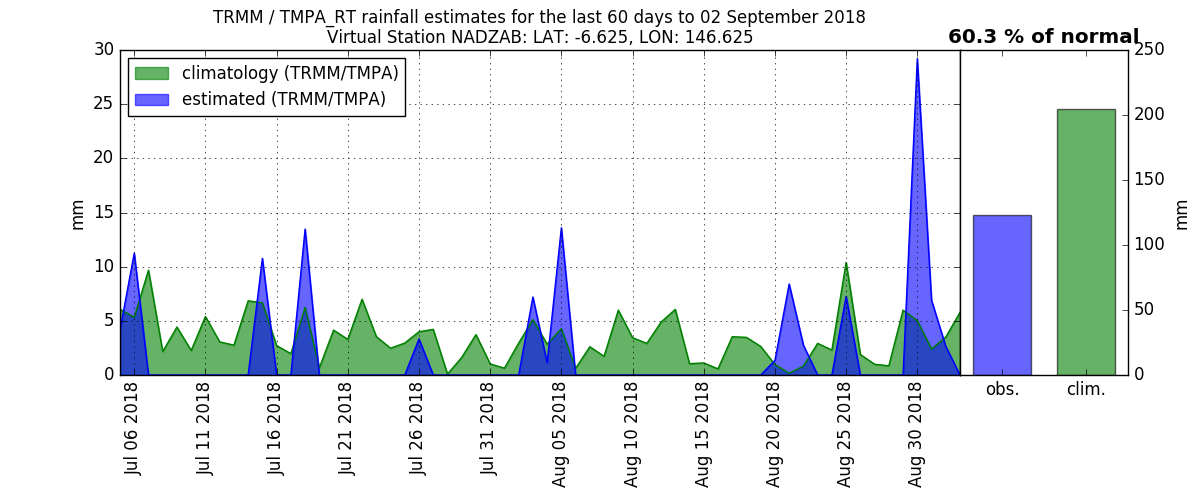 TRMM / TMPA_RT rainfall estimates for the last 60 days to 02 September 2018
Virtual Station NADZAB: LAT: -6.625, LON: 146.625
60.3 % of normal
climatology (TRMM/TMPA)
estimated (TRMM/TMPA)
30
25
20
15
10
5
0
mm
Jul 06 2018
Jul 11 2018
Jul 16 2018
Jul 21 2018
Jul 26 2018
Jul 31 2018
Aug 05 2018
Aug 10 2018
Aug 15 2018
Aug 20 2018
Aug 25 2018
Aug 30 2018
obs.
clim.
250
200
150
100
50
0
mm